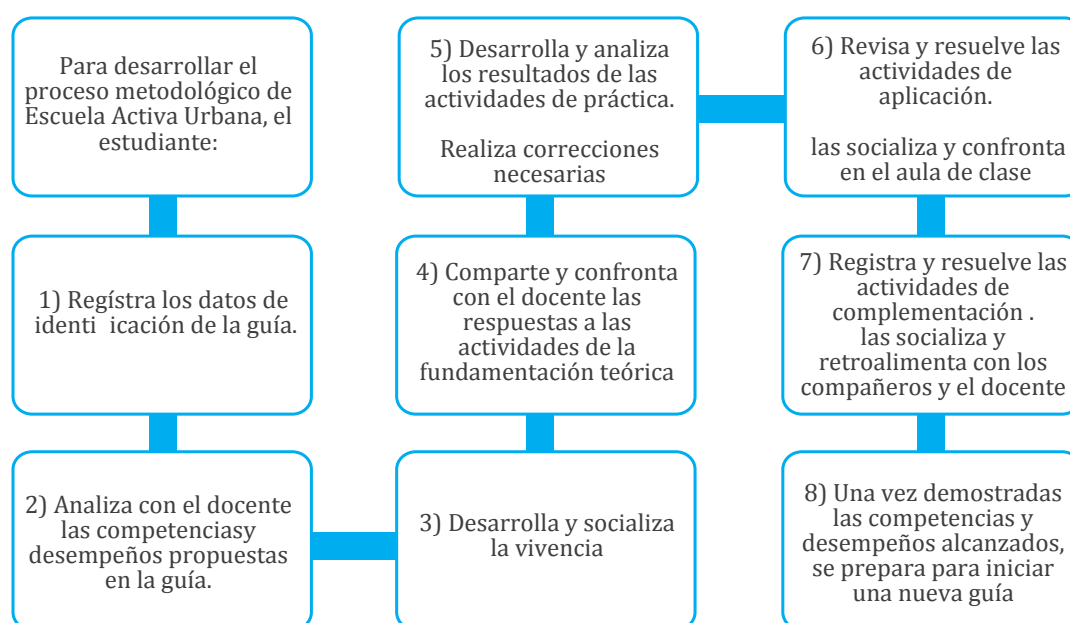 Para desarrollar el
proceso metodológico de
Escuela Activa Urbana, el
estudiante:
1) Regístra los datos de
identi icación de la guía.
2) Analiza con el docente
las competenciasy
desempeños propuestas
en la guía.
3) Desarrolla y socializa
la vivencia
4) Comparte y confronta
con el docente las
respuestas a las
actividades de la
fundamentación teórica
5) Desarrolla y analiza
los resultados de las
actividades de práctica.
Realiza correcciones
necesarias
6) Revisa y resuelve las
actividades de
aplicación.
las socializa y confronta
en el aula de clase
7) Registra y resuelve las
actividades de
complementación .
las socializa y
retroalimenta con los
compañeros y el docente
8) Una vez demostradas
las competencias y
desempeños alcanzados,
se prepara para iniciar
una nueva guía